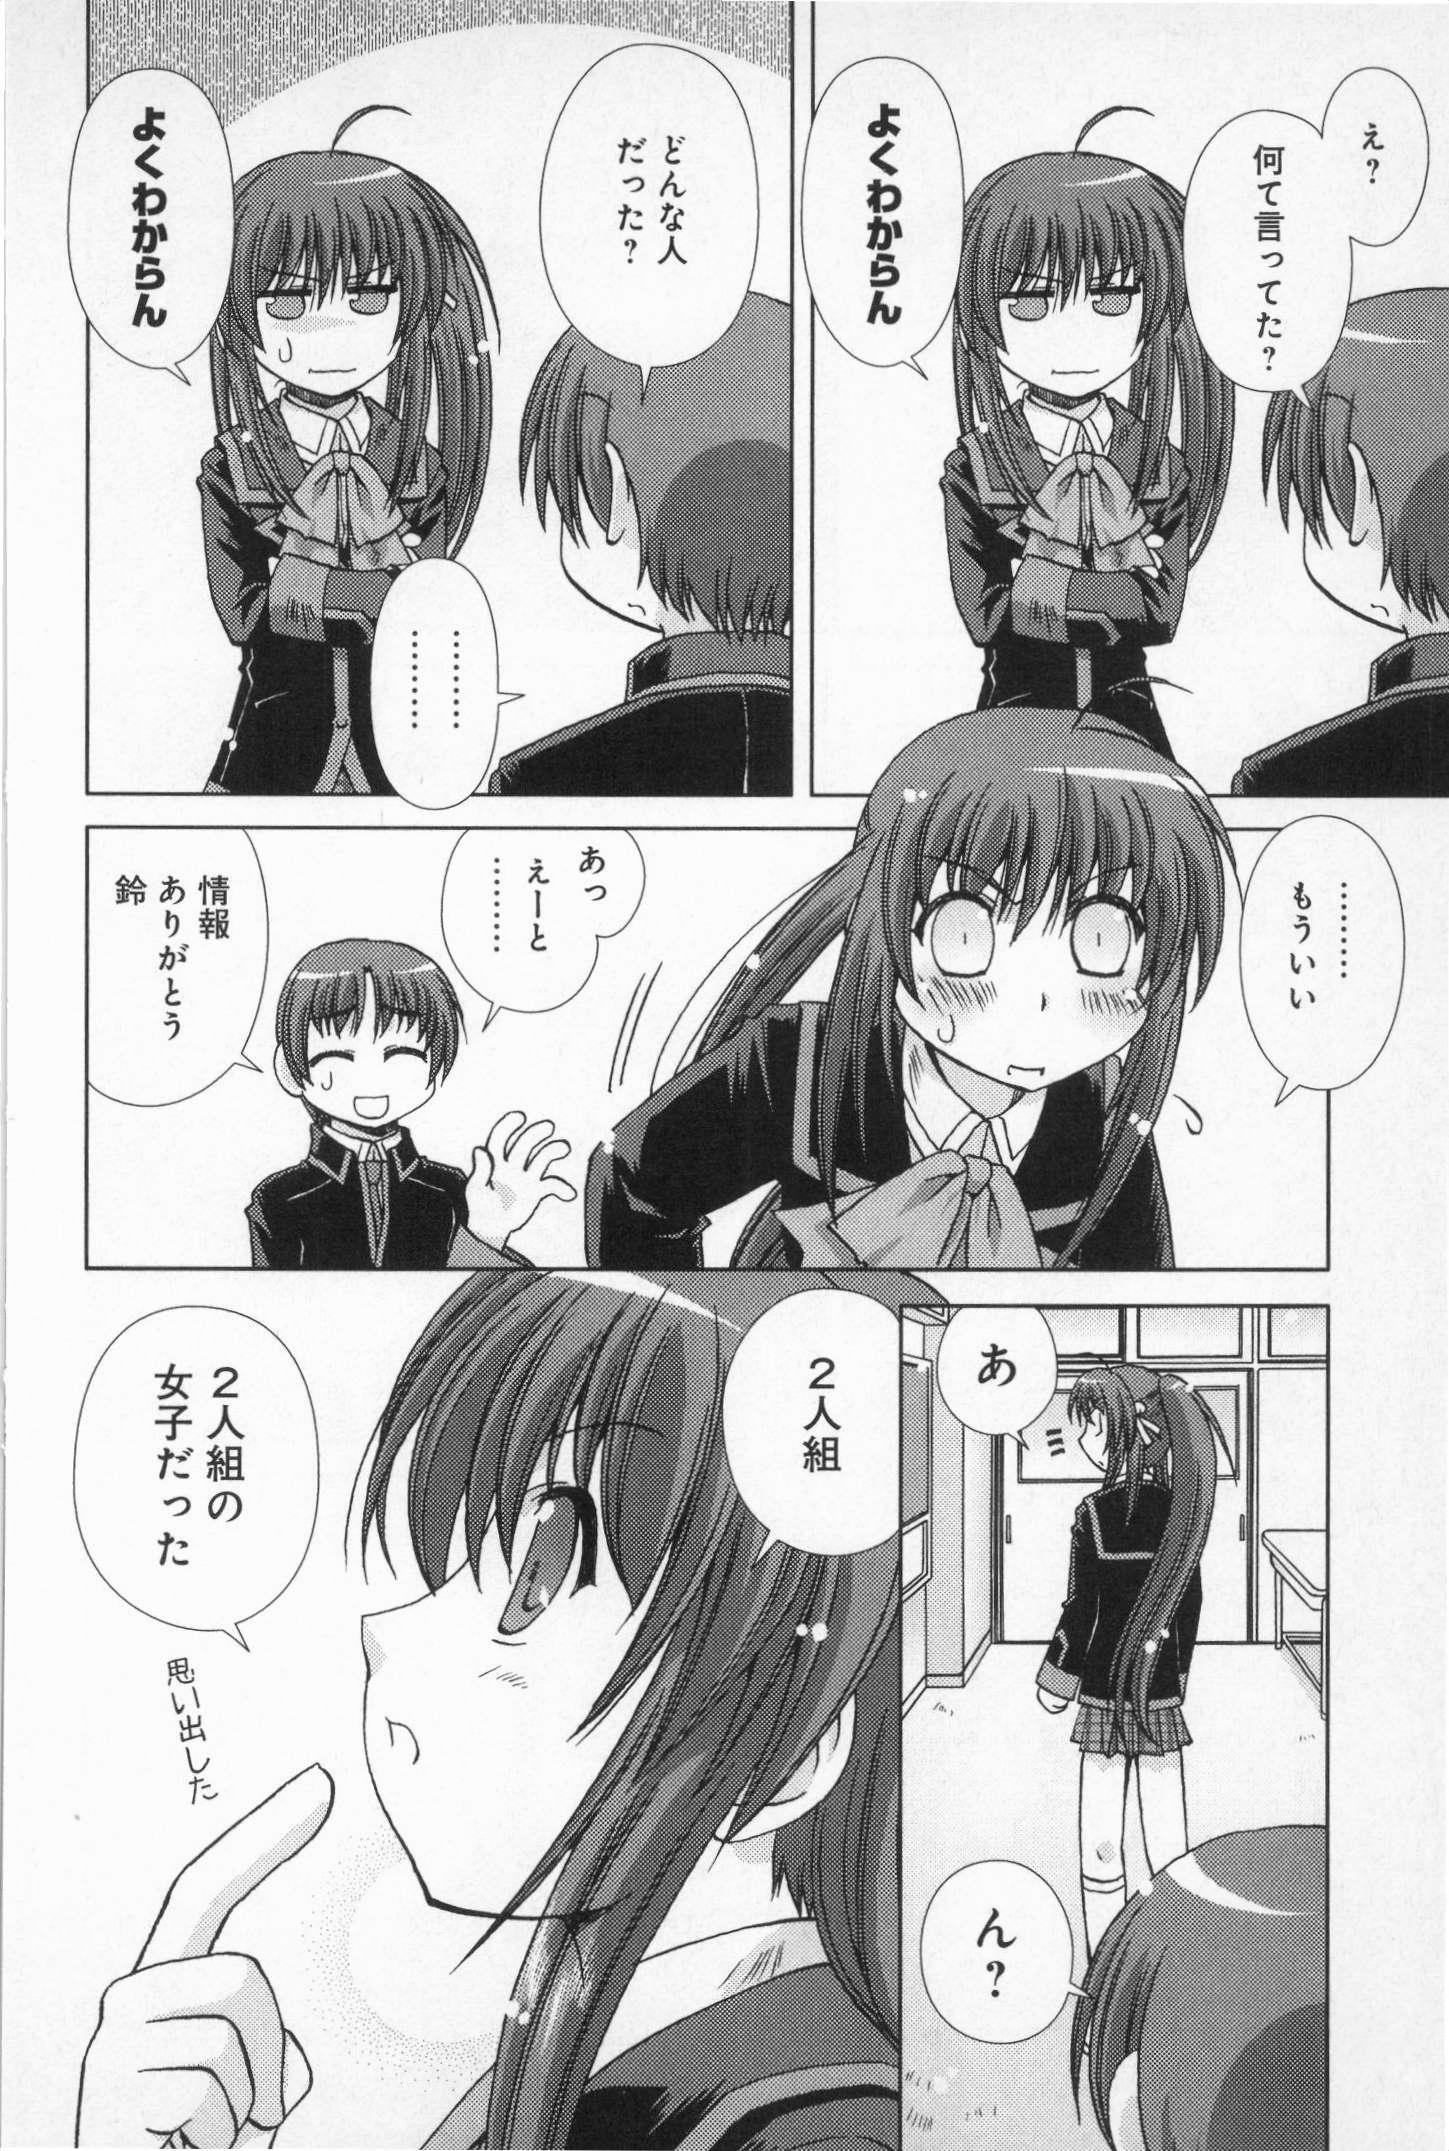 え？
何て言ってた？
よくわからん
どんな人
だった？
よくわからん
………
………
………
もういい
あっ
えーと
………
情報
ありがとう
鈴
あ
ん？
2人組
2人組の
女子だった
思い出した